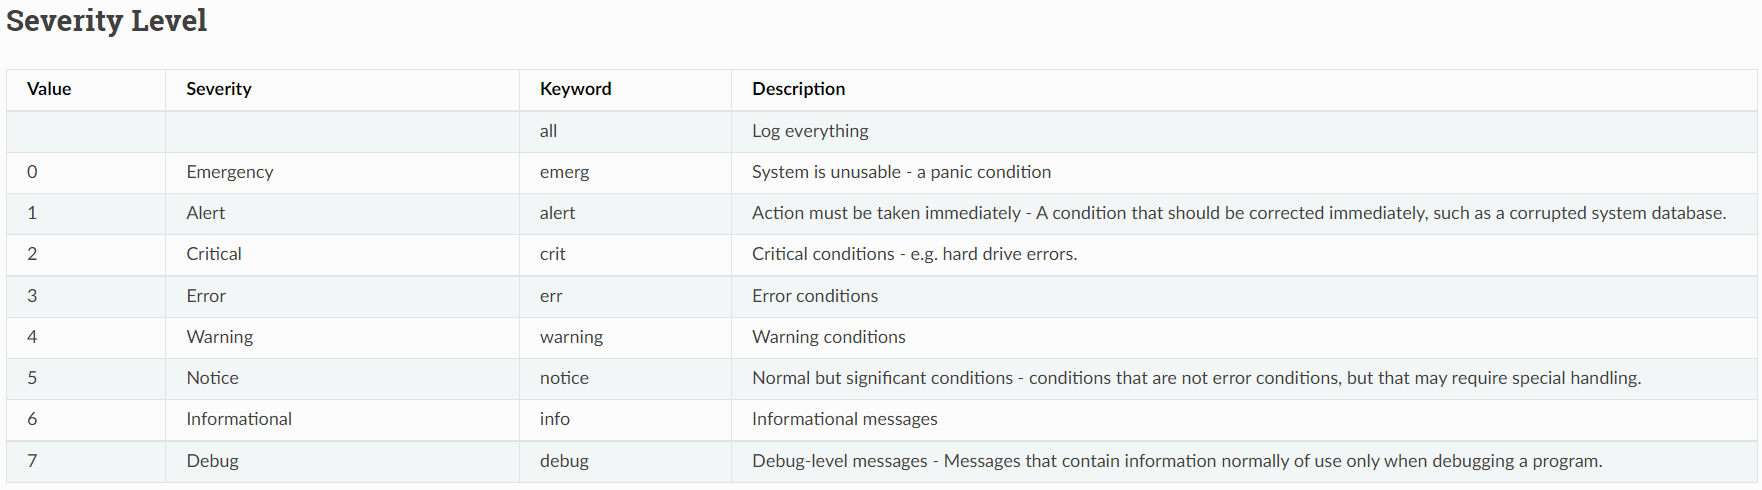 Severity Level
Value Severity Keyword Description
all Log everything
0 Emergency emerg System is unusable - a panic condition
1 Alert alert Action must be taken immediately - A condition that should be corrected immediately, such as a corrupted system database.
2 Critical crit Critical conditions - e.g. hard drive errors.
3 Error err Error conditions
4 Warning warning Warning conditions
5 Notice notice Normal but significant conditions - conditions that are not error conditions, but that may require special handling.
6 Informational info Informational messages
7 Debug debug Debug-level messages - Messages that contain information normally of use only when debugging a program.